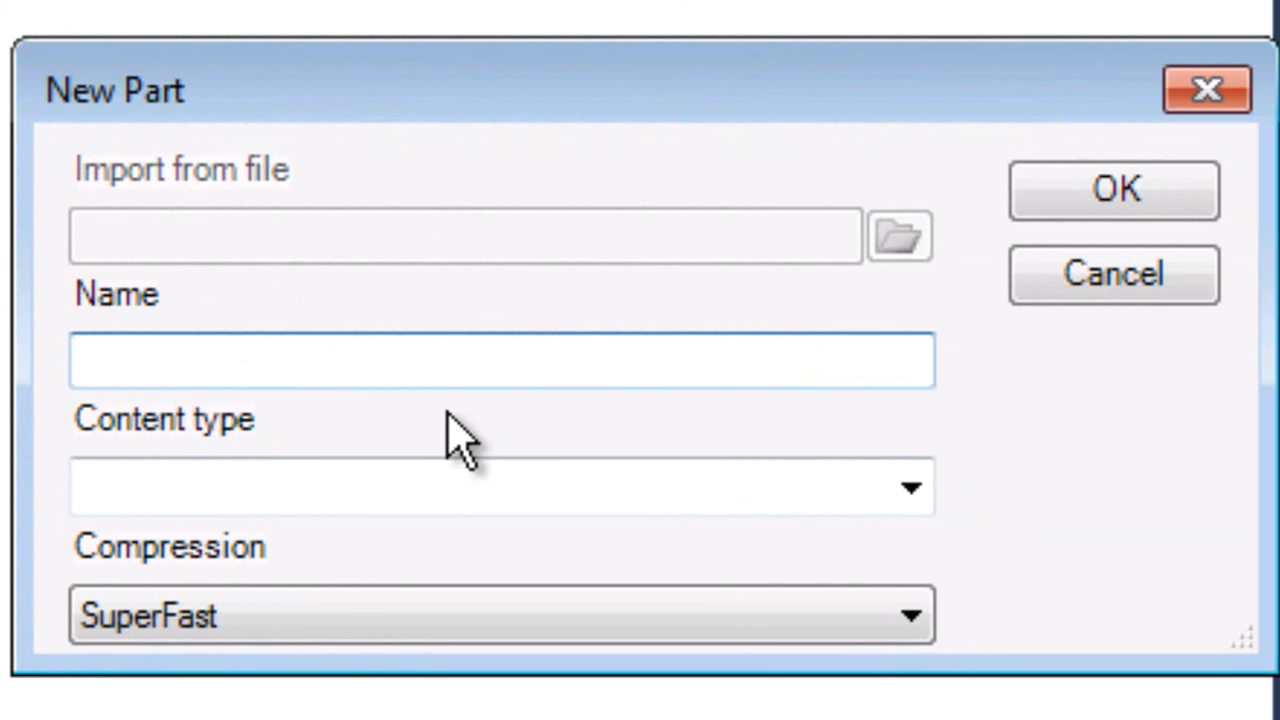 New Part
Import from file
OK
Name
Cancel
Content type
Compression
SuperFast